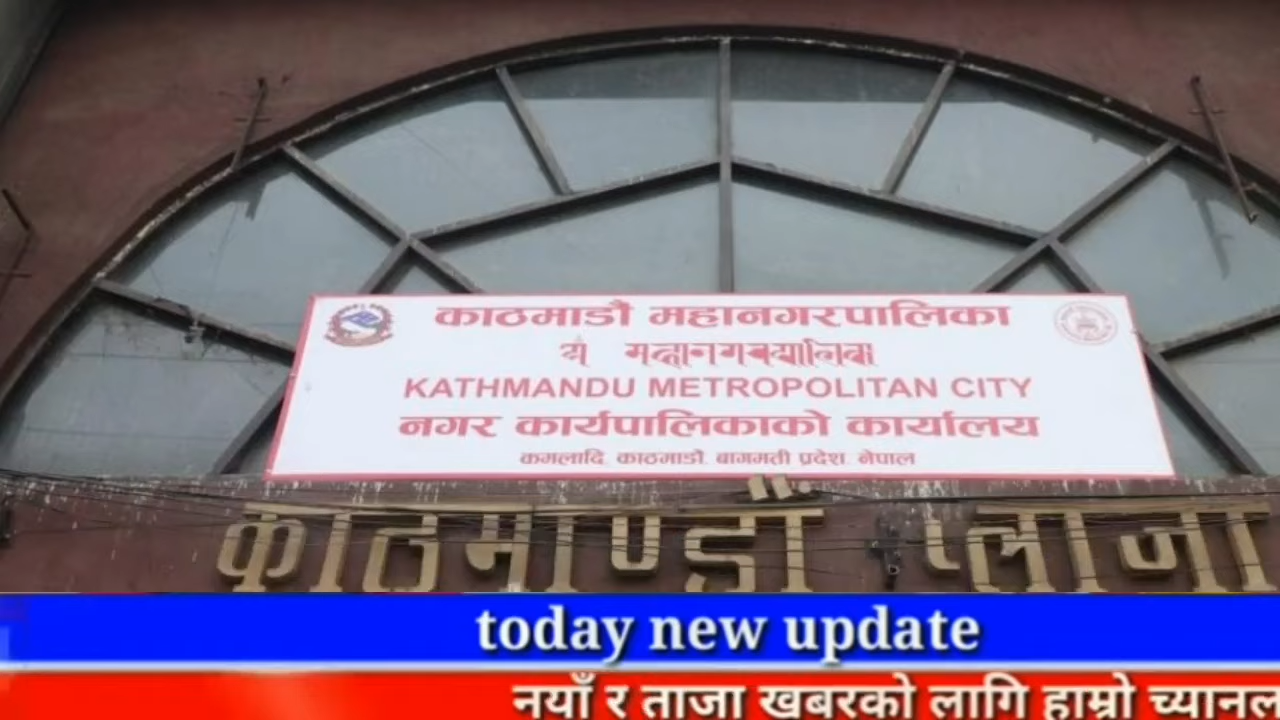 काठमाडौं महानगरपालिका
KATHMANDU METROPOLITAN CITY
नगर कार्यपालिकाको कार्यालय
कमलादि, काठमाडौं, बागमती प्रदेश, नेपाल
काठमाण्डौँ प्लाजा
today new update
नयाँ र ताजा खबरको लागि हाम्रो च्यानल